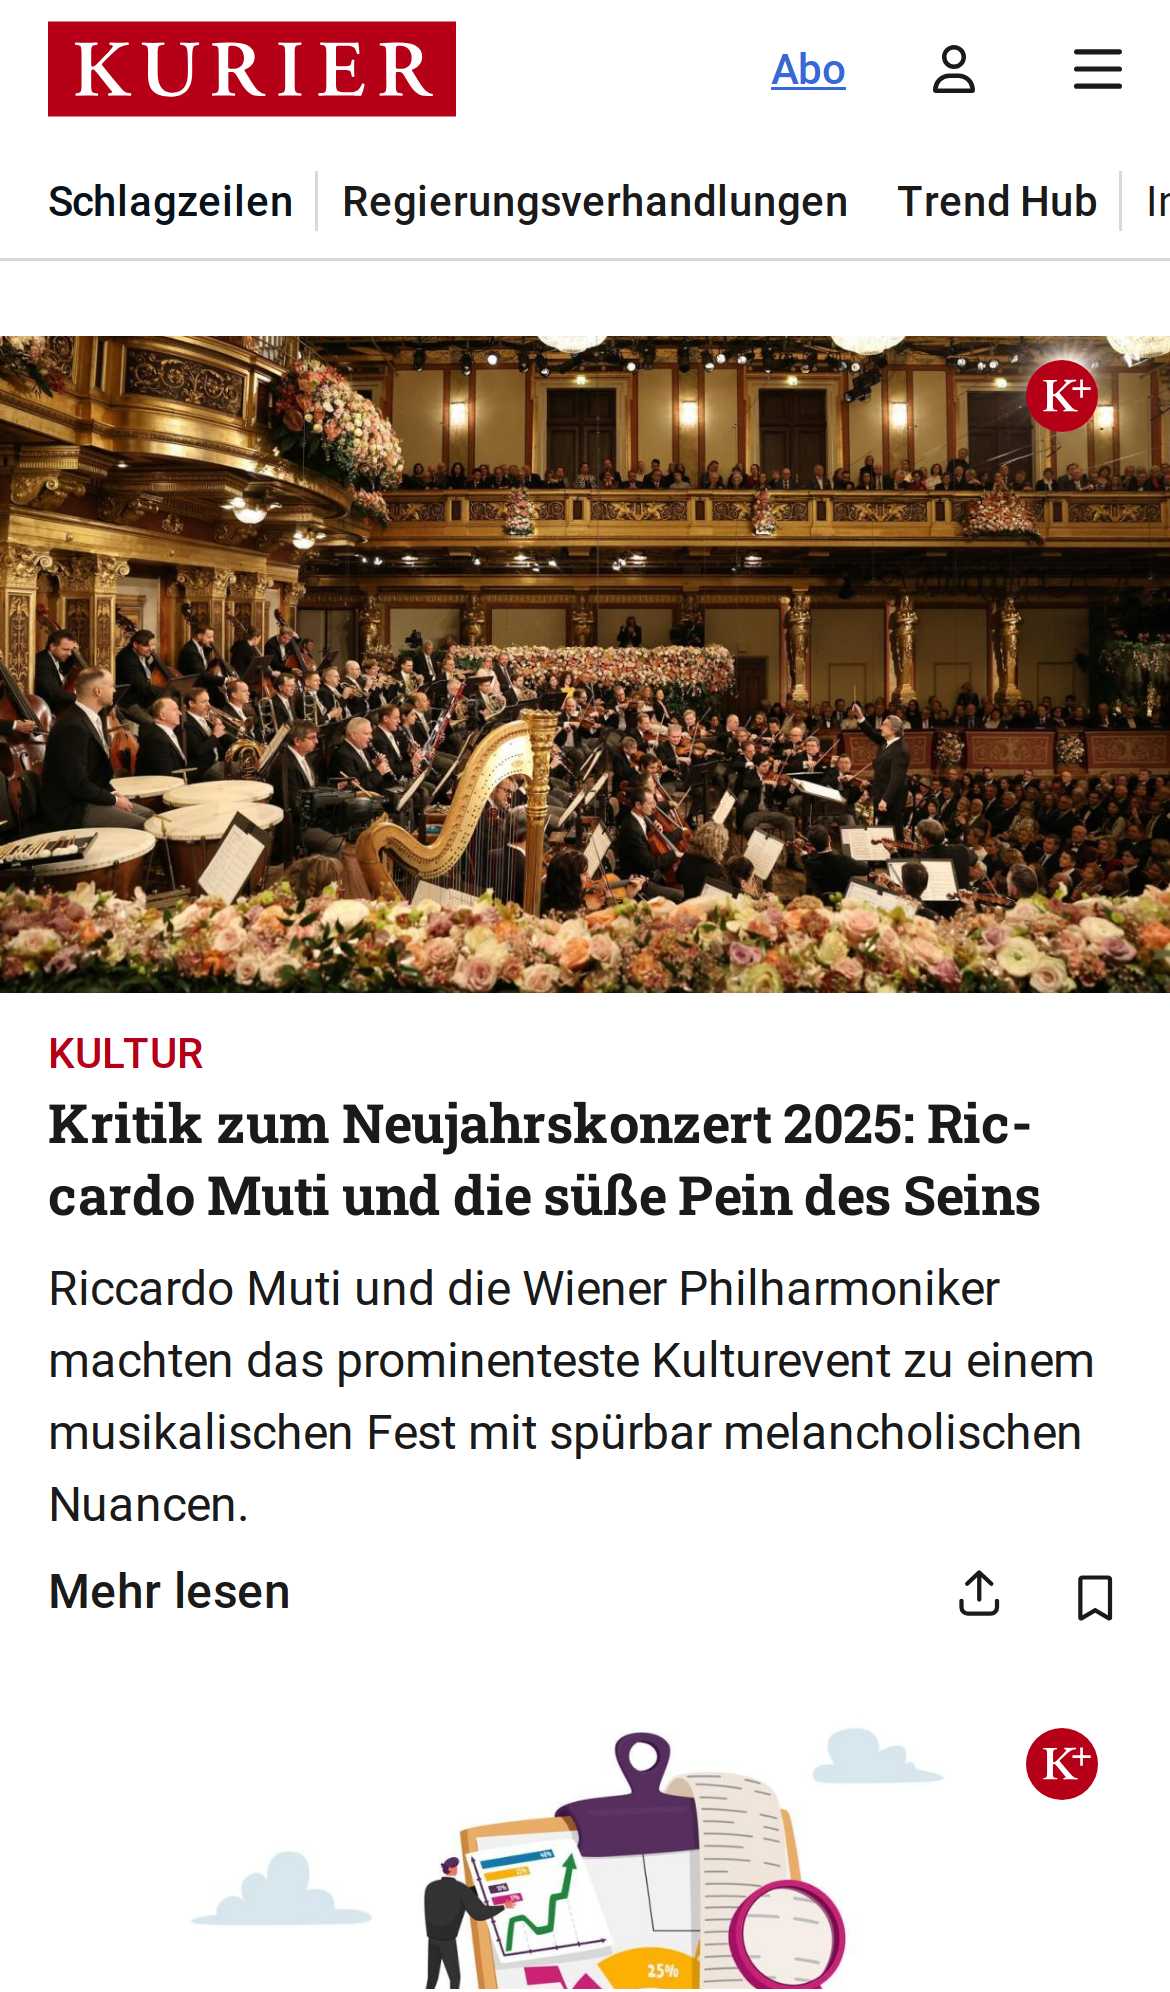 KURIER
Abo
Schlagzeilen
Regierungsverhandlungen
Trend Hub
In
K+
KULTUR
Kritik zum Neujahrskonzert 2025: Ric-
cardo Muti und die süße Pein des Seins
Riccardo Muti und die Wiener Philharmoniker
machten das prominenteste Kulturevent zu einem
musikalischen Fest mit spürbar melancholischen
Nuancen.
Mehr lesen
K+
25%